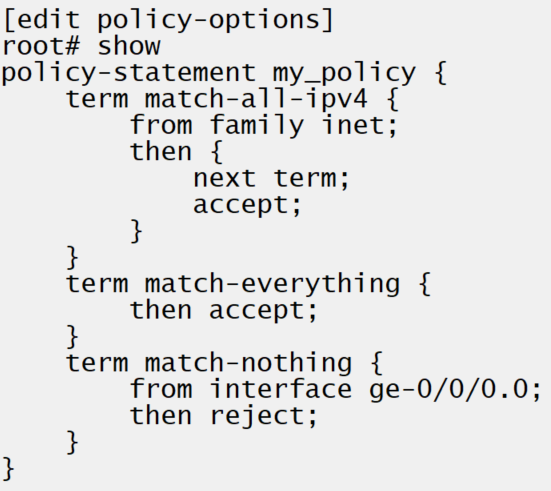 [edit policy-options]
root# show
policy-statement my_policy {
    term match-all-ipv4 {
        from family inet;
        then {
            next term;
            accept;
        }
    }
    term match-everything {
        then accept;
    }
    term match-nothing {
        from interface ge-0/0/0.0;
        then reject;
    }
}